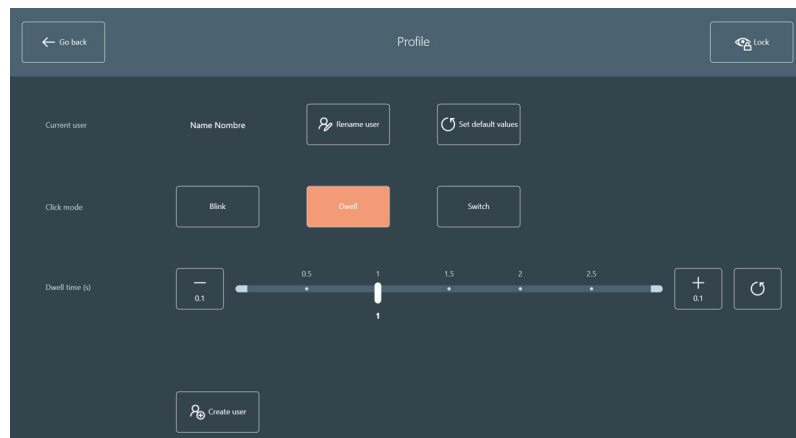 Go back
Profile
Lock
Current user
Name Nombre
Rename user
Set default values
Click mode
Blink
Dwell
Switch
Dwell time (s)
0.1
0.5
1
1.5
2
2.5
1
0.1
Create user